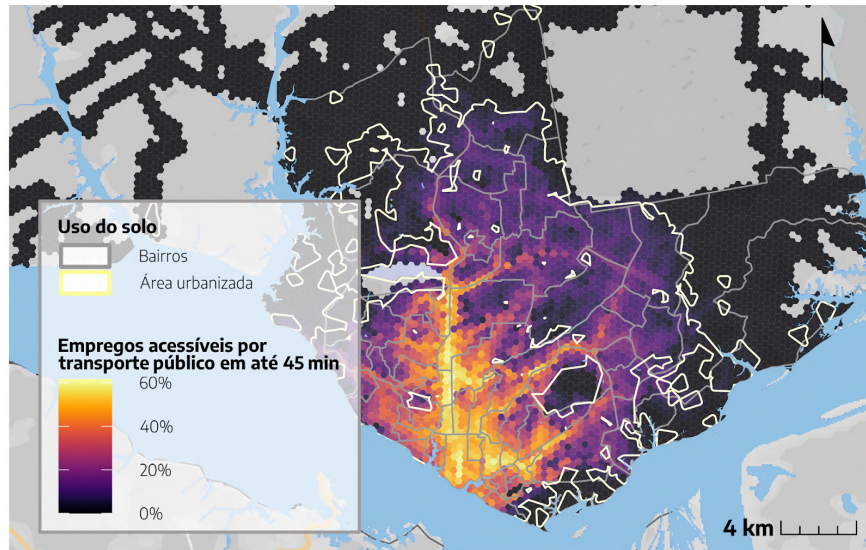 Uso do solo
Bairros
Área urbanizada
Empregos acessíveis por
transporte público em até 45 min
60%
40%
20%
0%
4 km